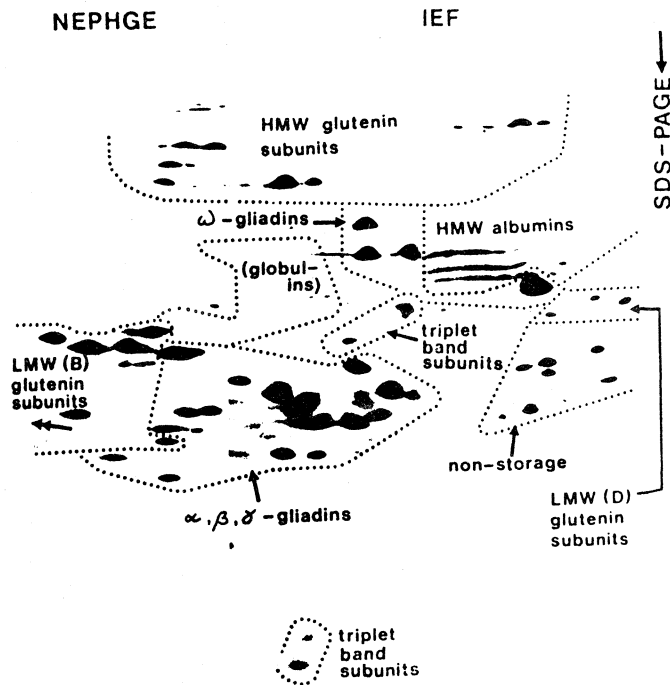 NEPHGE
IEF
SDS-PAGE
HMW glutenin
subunits
ω-gliadins
HMW albumins
(globul-
ins)
triplet
band
subunits
LMW (B)
glutenin
subunits
non-storage
α, β, γ-gliadins
LMW (D)
glutenin
subunits
triplet
band
subunits